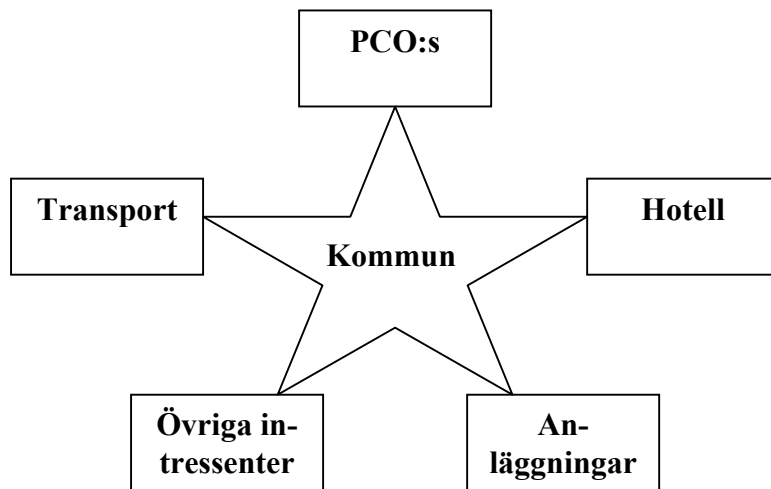 PCO:s
Transport
Hotell
Kommun
Övriga in-
tressenter
An-
läggningar